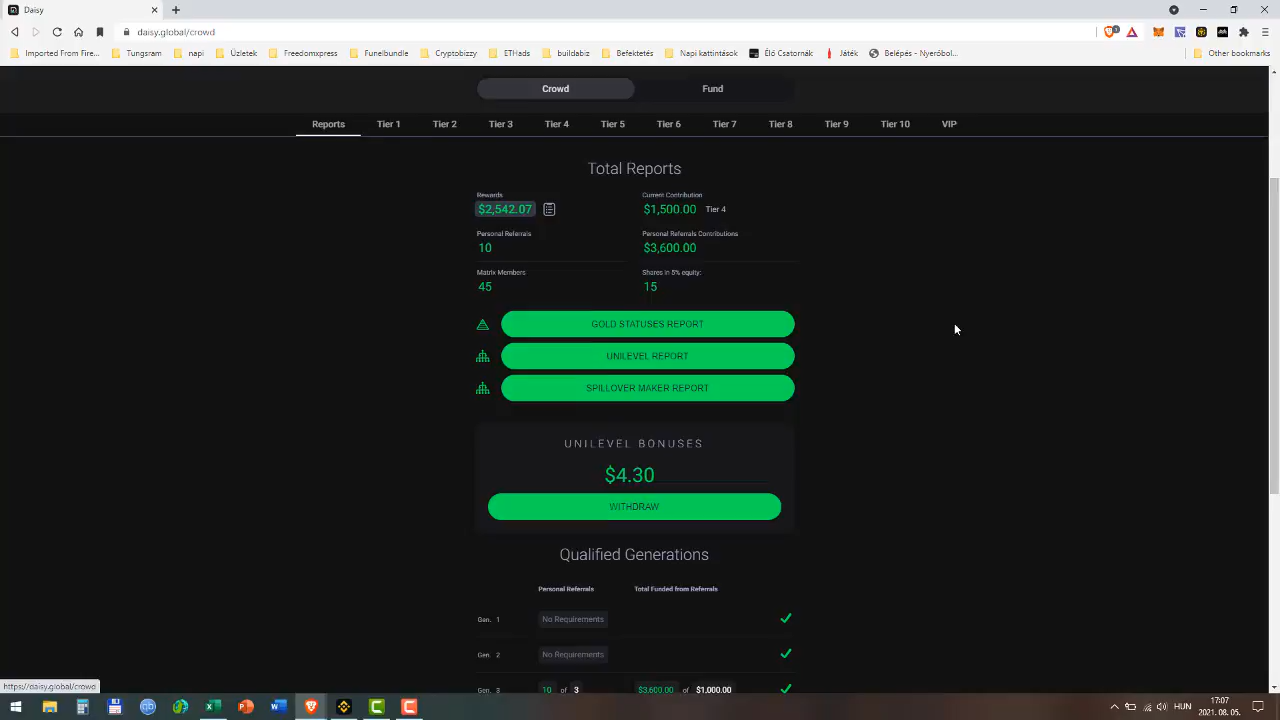 Daisy
daisy.global/crowd
Imported From Fire... Tungsram napi Üzletek Freedomxpress Funelbundió Cryptobizzy ETHads buildabiz Befektetés Napi kattintások Élő Csatornák Játék Belépés - Nyerőbol... Other bookmarks
Crowd Fund
Reports Tier 1 Tier 2 Tier 3 Tier 4 Tier 5 Tier 6 Tier 7 Tier 8 Tier 9 Tier 10 VIP
Total Reports
Rewards Current Contribution
$2,542.07 $1,500.00 Tier 4
Personal Referrals Personal Referrals Contributions
10 $3,600.00
Matrix Members Shares in 5% equity:
45 15
GOLD STATUSES REPORT
UNILEVEL REPORT
SPILLOVER MAKER REPORT
UNILEVEL BONUSES
$4.30
WITHDRAW
Qualified Generations
Personal Referrals Total Funded from Referrals
Gen. 1 No Requirements
Gen. 2 No Requirements
Gen. 3 10 of 3 $3,600.00 of $1,000.00
https://daisy.global/crowd
HUN 17:07
2021. 08. 05.